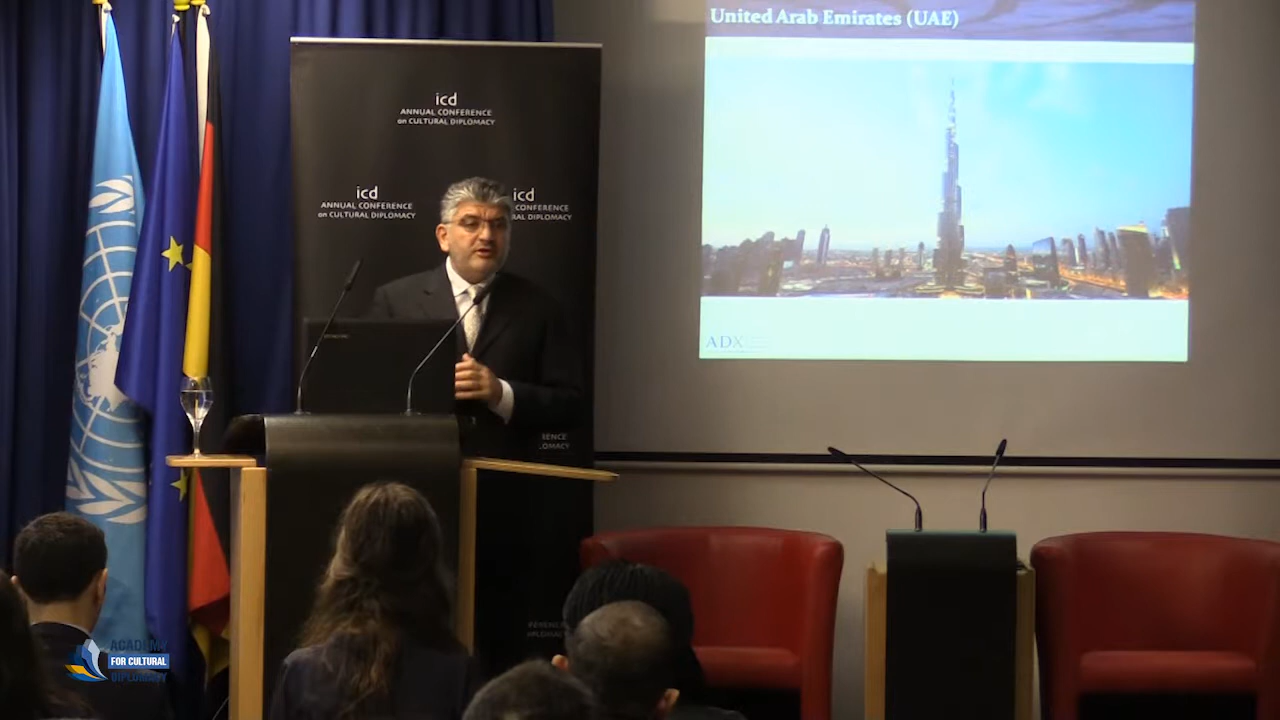 United Arab Emirates (UAE)
icd
ANNUAL CONFERENCE
on CULTURAL DIPLOMACY
icd
ANNUAL CONFERENCE
on CULTURAL DIPLOMACY
icd
CONFERENCE
CULTURAL DIPLOMACY
ADX
ACADEMY
FOR CULTURAL
DIPLOMACY